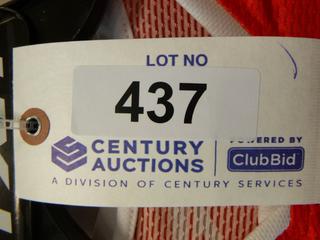 LOT NO
437
CENTURY AUCTIONS
POWERED BY
ClubBid
A DIVISION OF CENTURY SERVICES